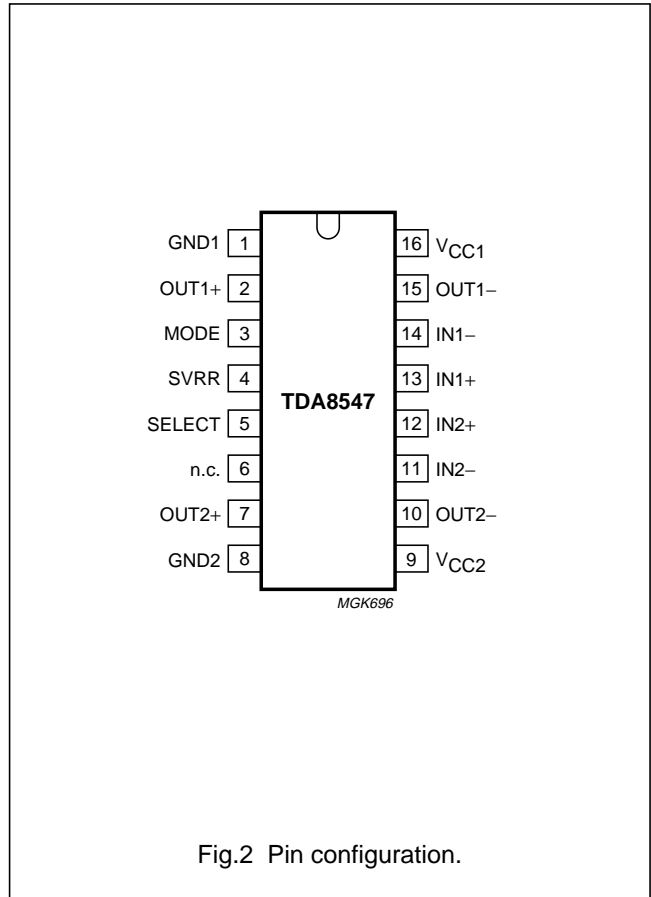 GND1 1 16 VCC1
OUT1+ 2 15 OUT1−
MODE 3 14 IN1−
SVRR 4 13 IN1+
TDA8547
SELECT 5 12 IN2+
n.c. 6 11 IN2−
OUT2+ 7 10 OUT2−
GND2 8 9 VCC2
MGK696
Fig.2 Pin configuration.